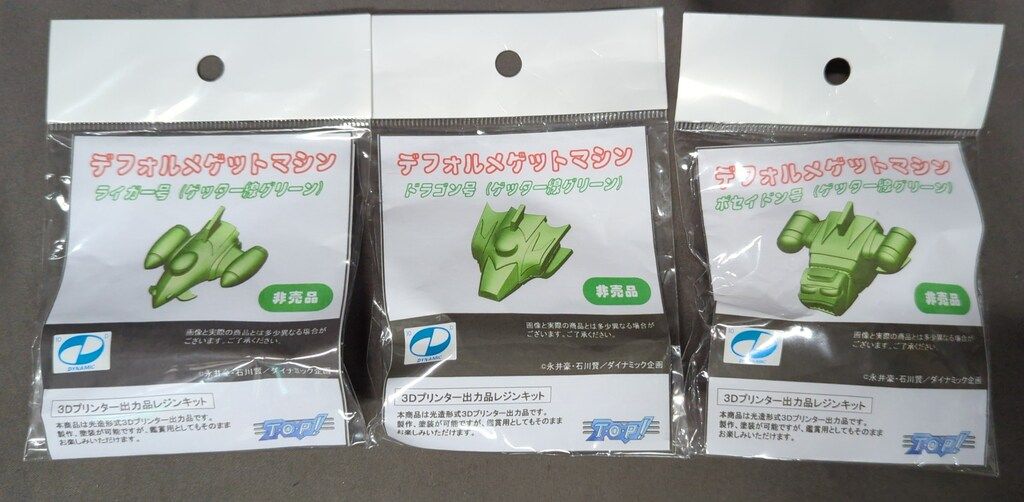 デフォルメゲットマシン
ライガー号(ゲッター線グリーン)
非売品
画像と実際の商品とは多少異なる場合が
ございます。ご了承ください。
DYNAMIC
©永井豪・石川賢/ダイナミック企画
3Dプリンター出力品レジンキット
本商品は光造形式3Dプリンター出力品です。
製作、塗装が可能ですが、鑑賞用としてもそのまま
お楽しみいただけます。
T・O・P!
デフォルメゲットマシン
ドラゴン号(ゲッター線グリーン)
非売品
画像と実際の商品とは多少異なる場合が
ございます。ご了承ください。
DYNAMIC
©永井豪・石川賢/ダイナミック企画
3Dプリンター出力品レジンキット
本商品は光造形式3Dプリンター出力品です。
製作、塗装が可能ですが、鑑賞用としてもそのまま
お楽しみいただけます。
T・O・P!
デフォルメゲットマシン
ポセイドン号(ゲッター線グリーン)
非売品
画像と実際の商品とは多少異なる場合が
ございます。ご了承ください。
DYNAMIC
©永井豪・石川賢/ダイナミック企画
3Dプリンター出力品レジンキット
本商品は光造形式3Dプリンター出力品です。
製作、塗装が可能ですが、鑑賞用としてもそのまま
お楽しみいただけます。
T・O・P!